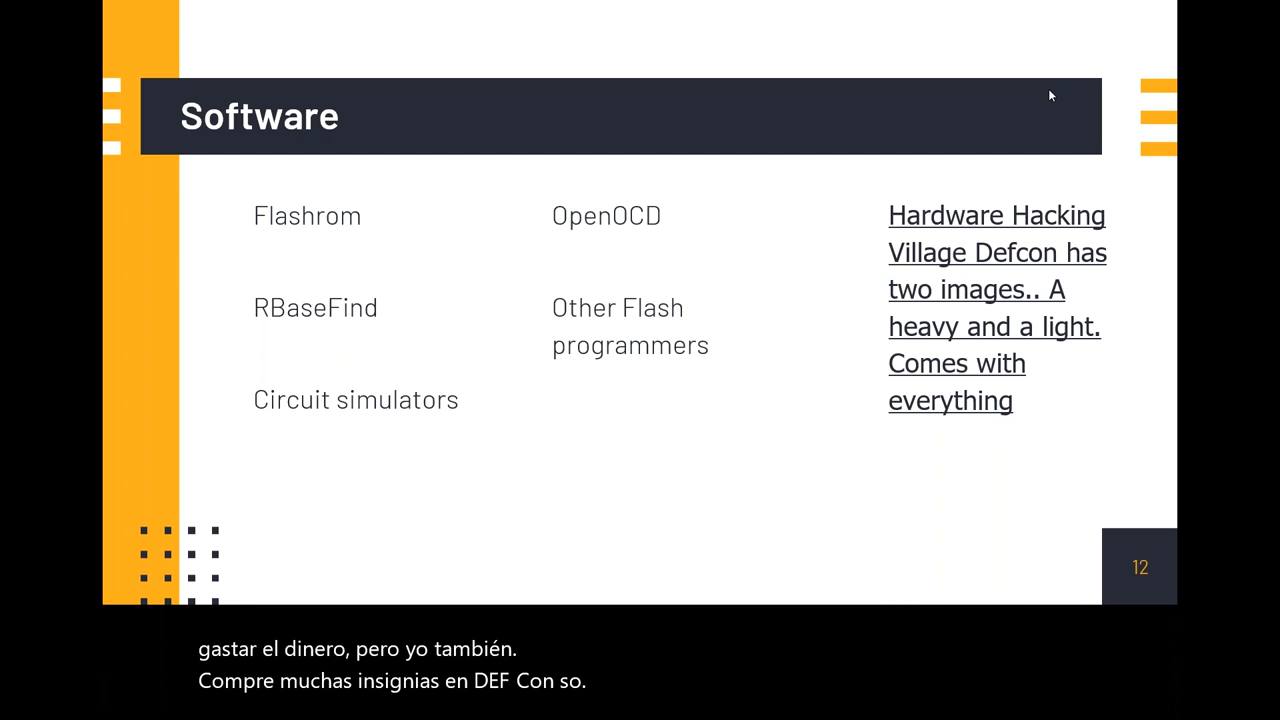 Software
Flashrom
RBaseFind
Circuit simulators
OpenOCD
Other Flash
programmers
Hardware Hacking
Village Defcon has
two images.. A
heavy and a light.
Comes with
everything
12
gastar el dinero, pero yo también.
Compre muchas insignias en DEF Con so.